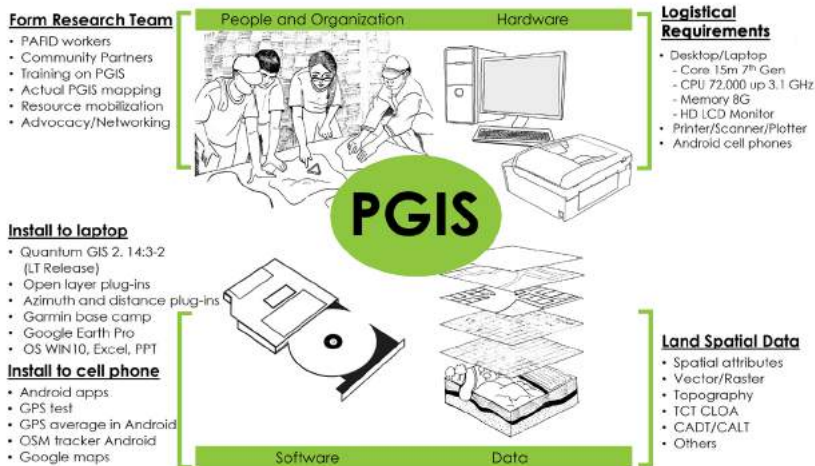 Form Research Team
• PAFID workers
• Community Partners
• Training on PGIS
• Actual PGIS mapping
• Resource mobilization
• Advocacy/Networking
People and Organization
Hardware
Logistical
Requirements
• Desktop/Laptop
- Core 15m 7th Gen
- CPU 72,000 up 3.1 GHz
- Memory 8G
- HD LCD Monitor
• Printer/Scanner/Plotter
• Android cell phones
PGIS
Install to laptop
• Quantum GIS 2. 14:3-2
(LT Release)
• Open layer plug-ins
• Azimuth and distance plug-ins
• Garmin base camp
• Google Earth Pro
• OS WIN10, Excel, PPT
Install to cell phone
• Android apps
• GPS test
• GPS average in Android
• OSM tracker Android
• Google maps
Software
Data
Land Spatial Data
• Spatial attributes
• Vector/Raster
• Topography
• TCT CLOA
• CADT/CALT
• Others